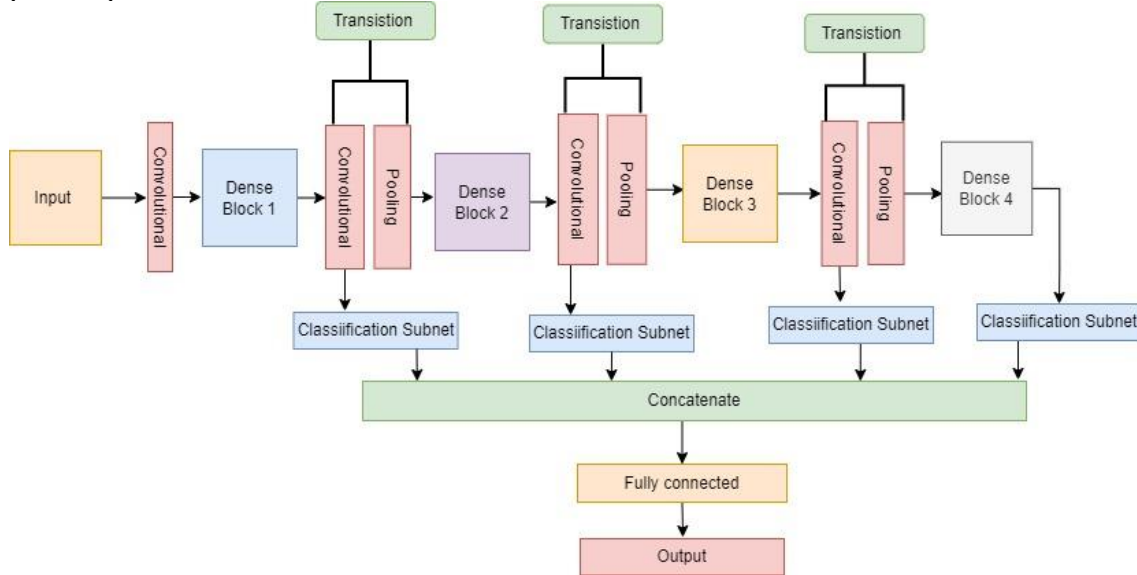 Transistion
Transistion
Transistion
Input
Convolutional
Dense
Block 1
Convolutional
Pooling
Dense
Block 2
Convolutional
Pooling
Dense
Block 3
Convolutional
Pooling
Dense
Block 4
Classiification Subnet
Classiification Subnet
Classiification Subnet
Classiification Subnet
Concatenate
Fully connected
Output